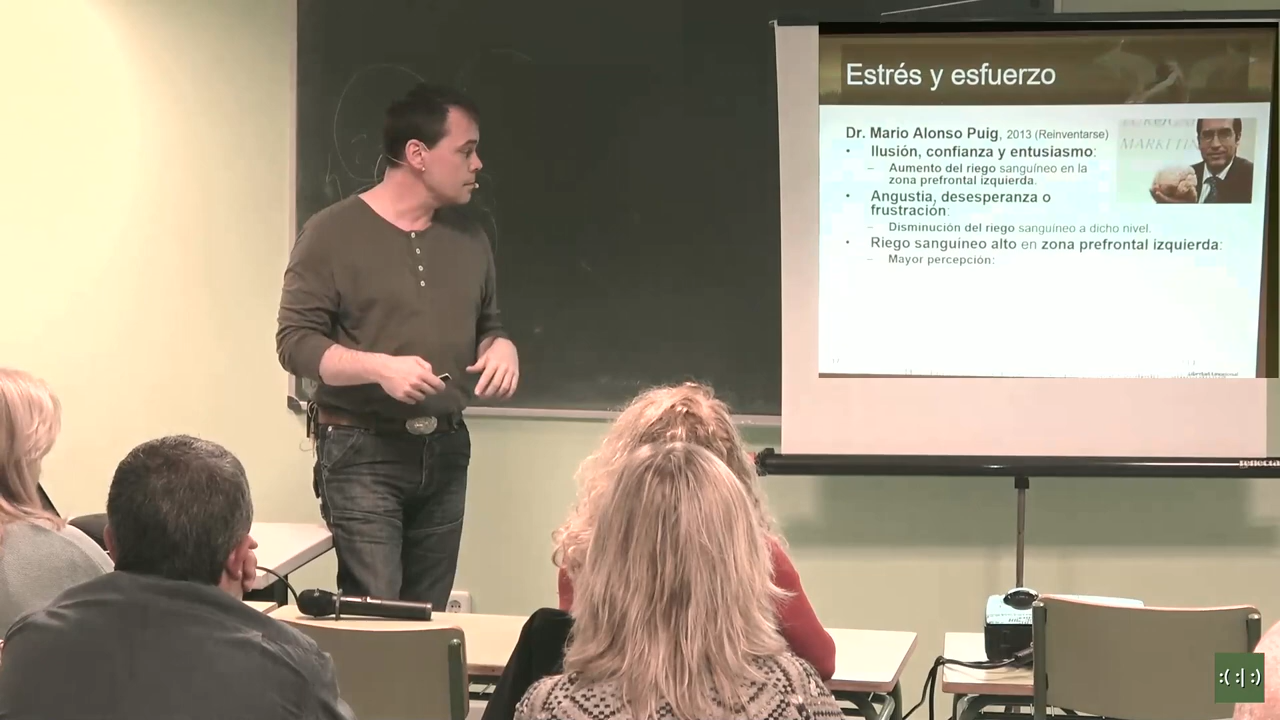 Estrés y esfuerzo
Dr. Mario Alonso Puig, 2013 (Reinventarse)
• Ilusión, confianza y entusiasmo:
– Aumento del riego sanguíneo en la
zona prefrontal izquierda.
• Angustia, desesperanza o
frustración:
– Disminución del riego sanguíneo a dicho nivel.
• Riego sanguíneo alto en zona prefrontal izquierda:
– Mayor percepción:
:( :| :)